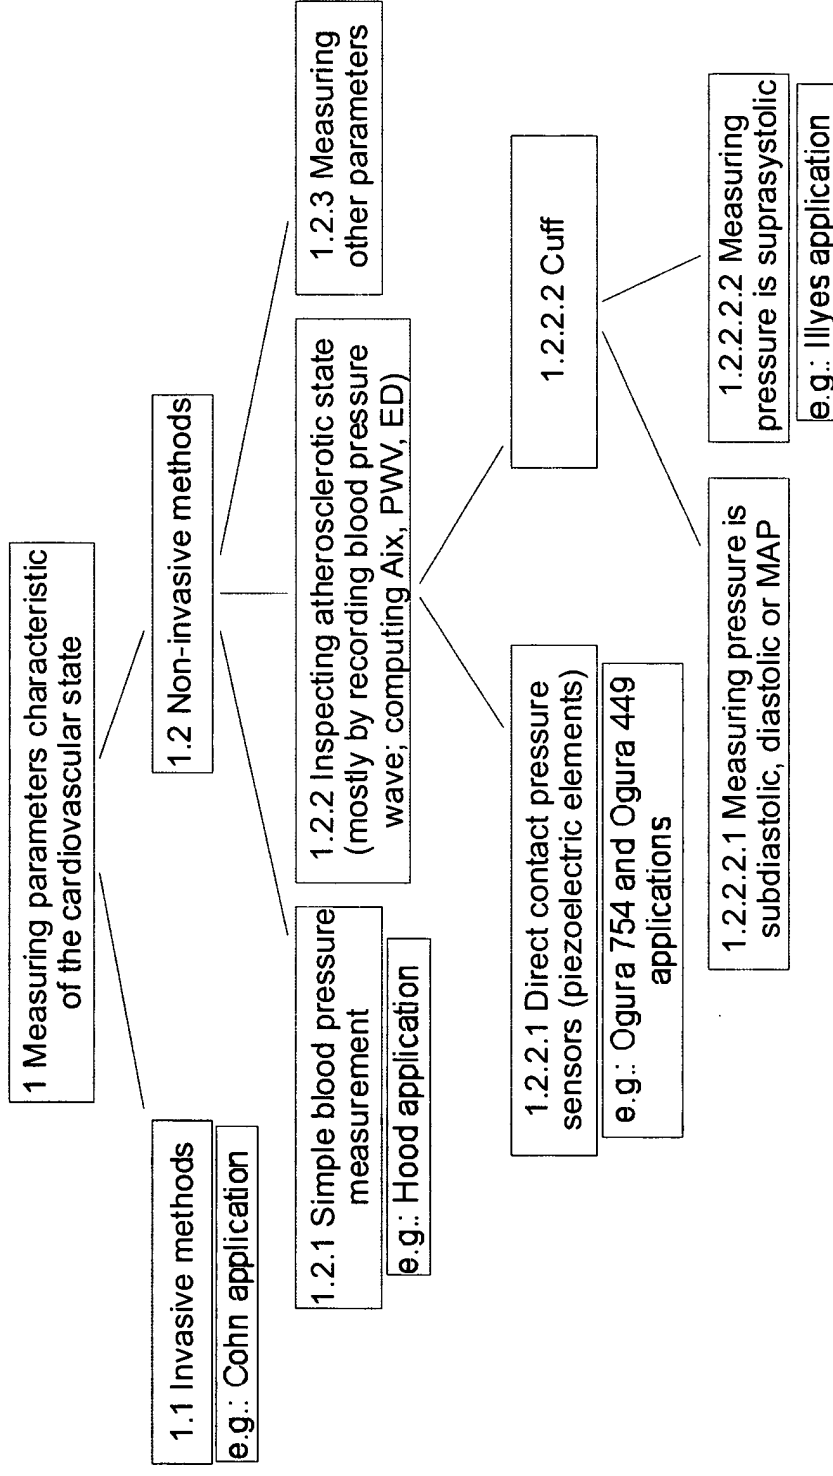 1 Measuring parameters characteristic
of the cardiovascular state
1.1 Invasive methods
e.g.: Cohn application
1.2 Non-invasive methods
1.2.1 Simple blood pressure
measurement
e.g.: Hood application
1.2.2 Inspecting atherosclerotic state
(mostly by recording blood pressure
wave; computing Aix, PWV, ED)
1.2.3 Measuring
other parameters
1.2.2.1 Direct contact pressure
sensors (piezoelectric elements)
e.g.: Ogura 754 and Ogura 449
applications
1.2.2.2 Cuff
1.2.2.2.1 Measuring pressure is
subdiastolic, diastolic or MAP
1.2.2.2.2 Measuring
pressure is suprasystolic
e.g.: Illyes application